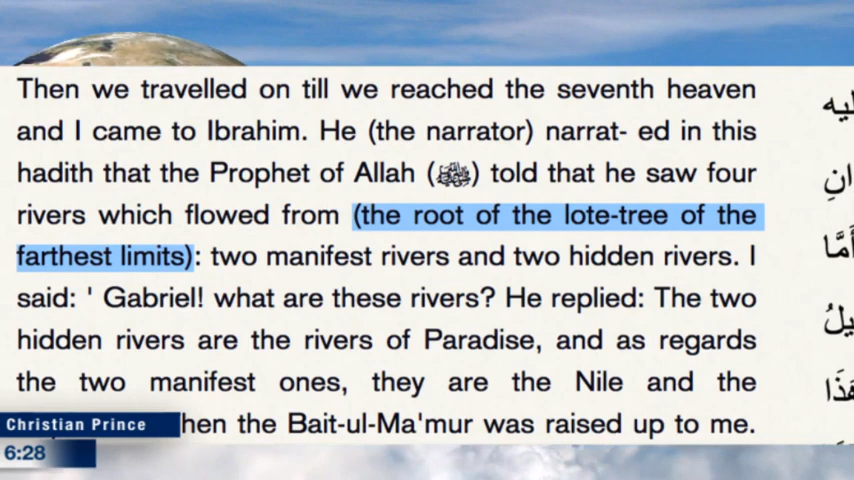 Then we travelled on till we reached the seventh heaven
and I came to Ibrahim. He (the narrator) narrat- ed in this
hadith that the Prophet of Allah (ﷺ) told that he saw four
rivers which flowed from (the root of the lote-tree of the
farthest limits): two manifest rivers and two hidden rivers. I
said: ' Gabriel! what are these rivers? He replied: The two
hidden rivers are the rivers of Paradise, and as regards
the two manifest ones, they are the Nile and the
hen the Bait-ul-Ma'mur was raised up to me.
Christian Prince
6:28